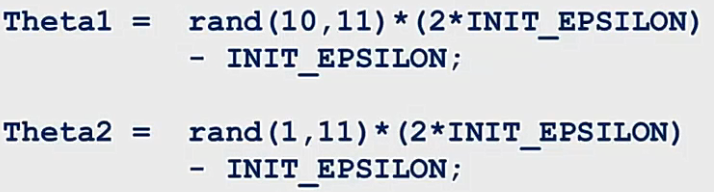 Theta1 = rand(10,11)*(2*INIT_EPSILON)
- INIT_EPSILON;
Theta2 = rand(1,11)*(2*INIT_EPSILON)
- INIT_EPSILON;